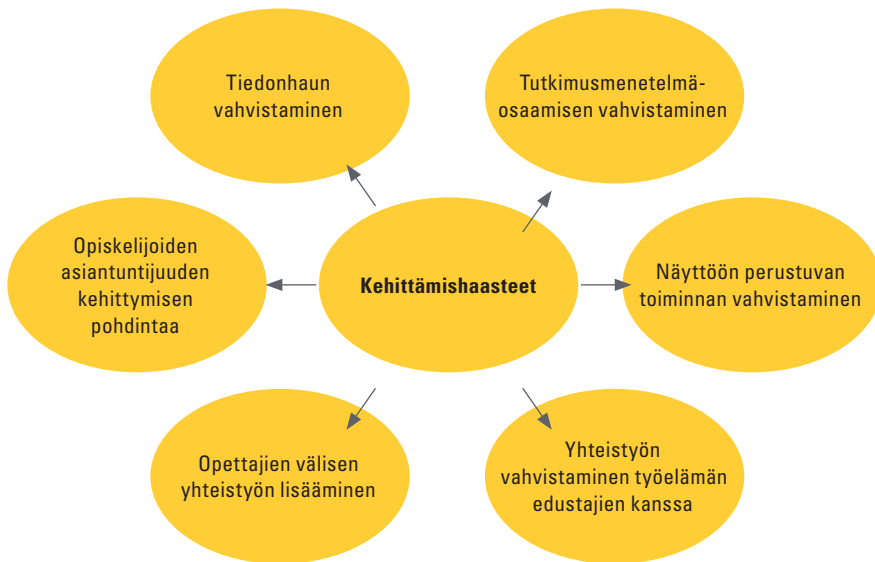 Tiedonhaun
vahvistaminen
Tutkimusmenetelmä-
osaamisen vahvistaminen
Opiskelijoiden
asiantuntijuuden
kehittymisen
pohdintaa
Kehittämishaasteet
Näyttöön perustuvan
toiminnan vahvistaminen
Opettajien välisen
yhteistyön lisääminen
Yhteistyön
vahvistaminen työelämän
edustajien kanssa